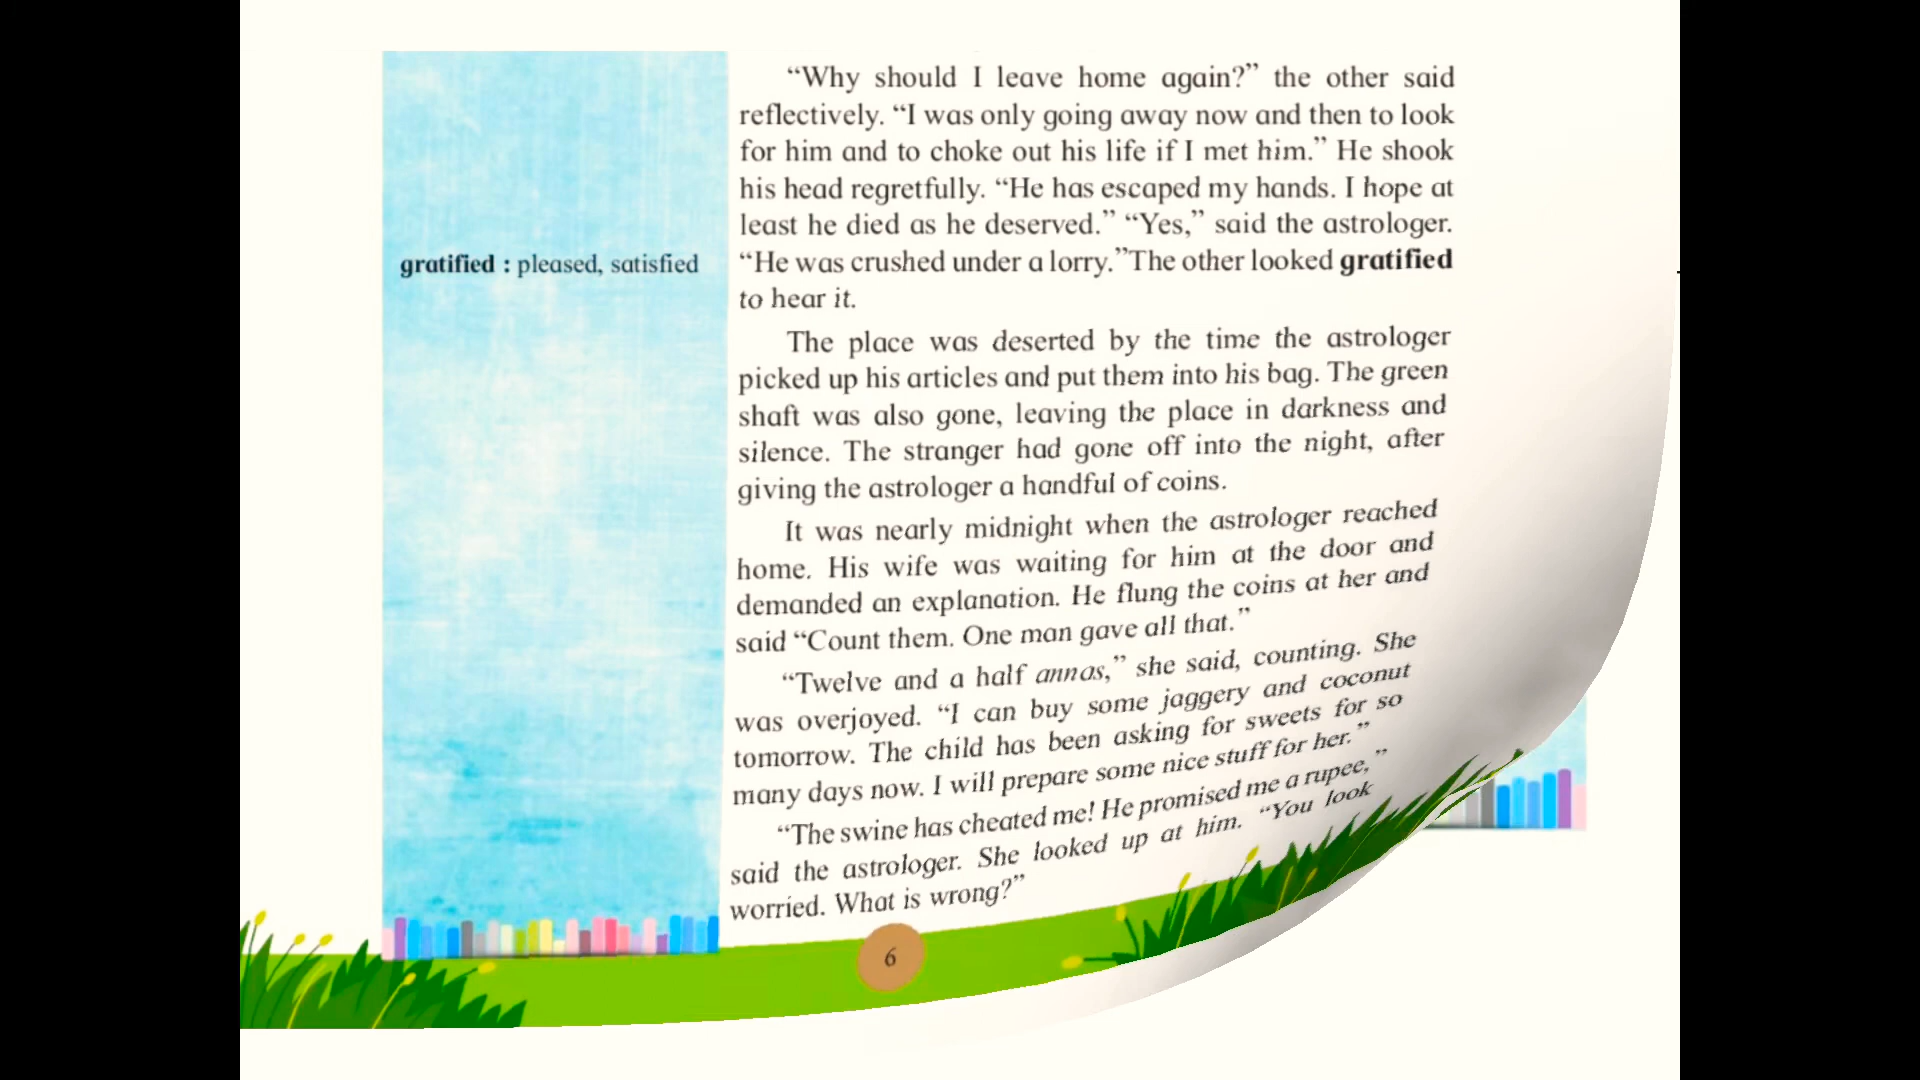 “Why should I leave home again?” the other said
reflectively. “I was only going away now and then to look
for him and to choke out his life if I met him.” He shook
his head regretfully. “He has escaped my hands. I hope at
least he died as he deserved.” “Yes,” said the astrologer.
“He was crushed under a lorry.”The other looked gratified
to hear it.
gratified : pleased, satisfied
The place was deserted by the time the astrologer
picked up his articles and put them into his bag. The green
shaft was also gone, leaving the place in darkness and
silence. The stranger had gone off into the night, after
giving the astrologer a handful of coins.
It was nearly midnight when the astrologer reached
home. His wife was waiting for him at the door and
demanded an explanation. He flung the coins at her and
said “Count them. One man gave all that.”
“Twelve and a half annas,” she said, counting. She
was overjoyed. “I can buy some jaggery and coconut
tomorrow. The child has been asking for sweets for so
many days now. I will prepare some nice stuff for her.”
“The swine has cheated me! He promised me a rupee,”
said the astrologer. She looked up at him. “You look
worried. What is wrong?”
6